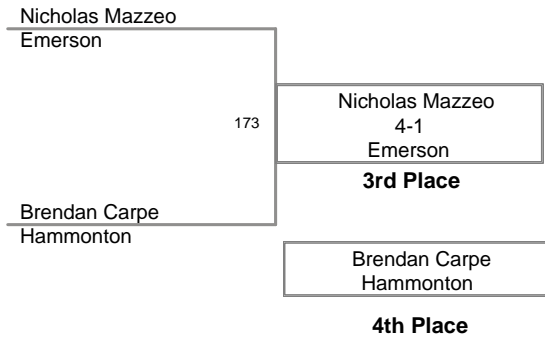 Nicholas Mazzeo
Emerson
173
Nicholas Mazzeo
4-1
Emerson
3rd Place
Brendan Carpe
Hammonton
Brendan Carpe
Hammonton
4th Place